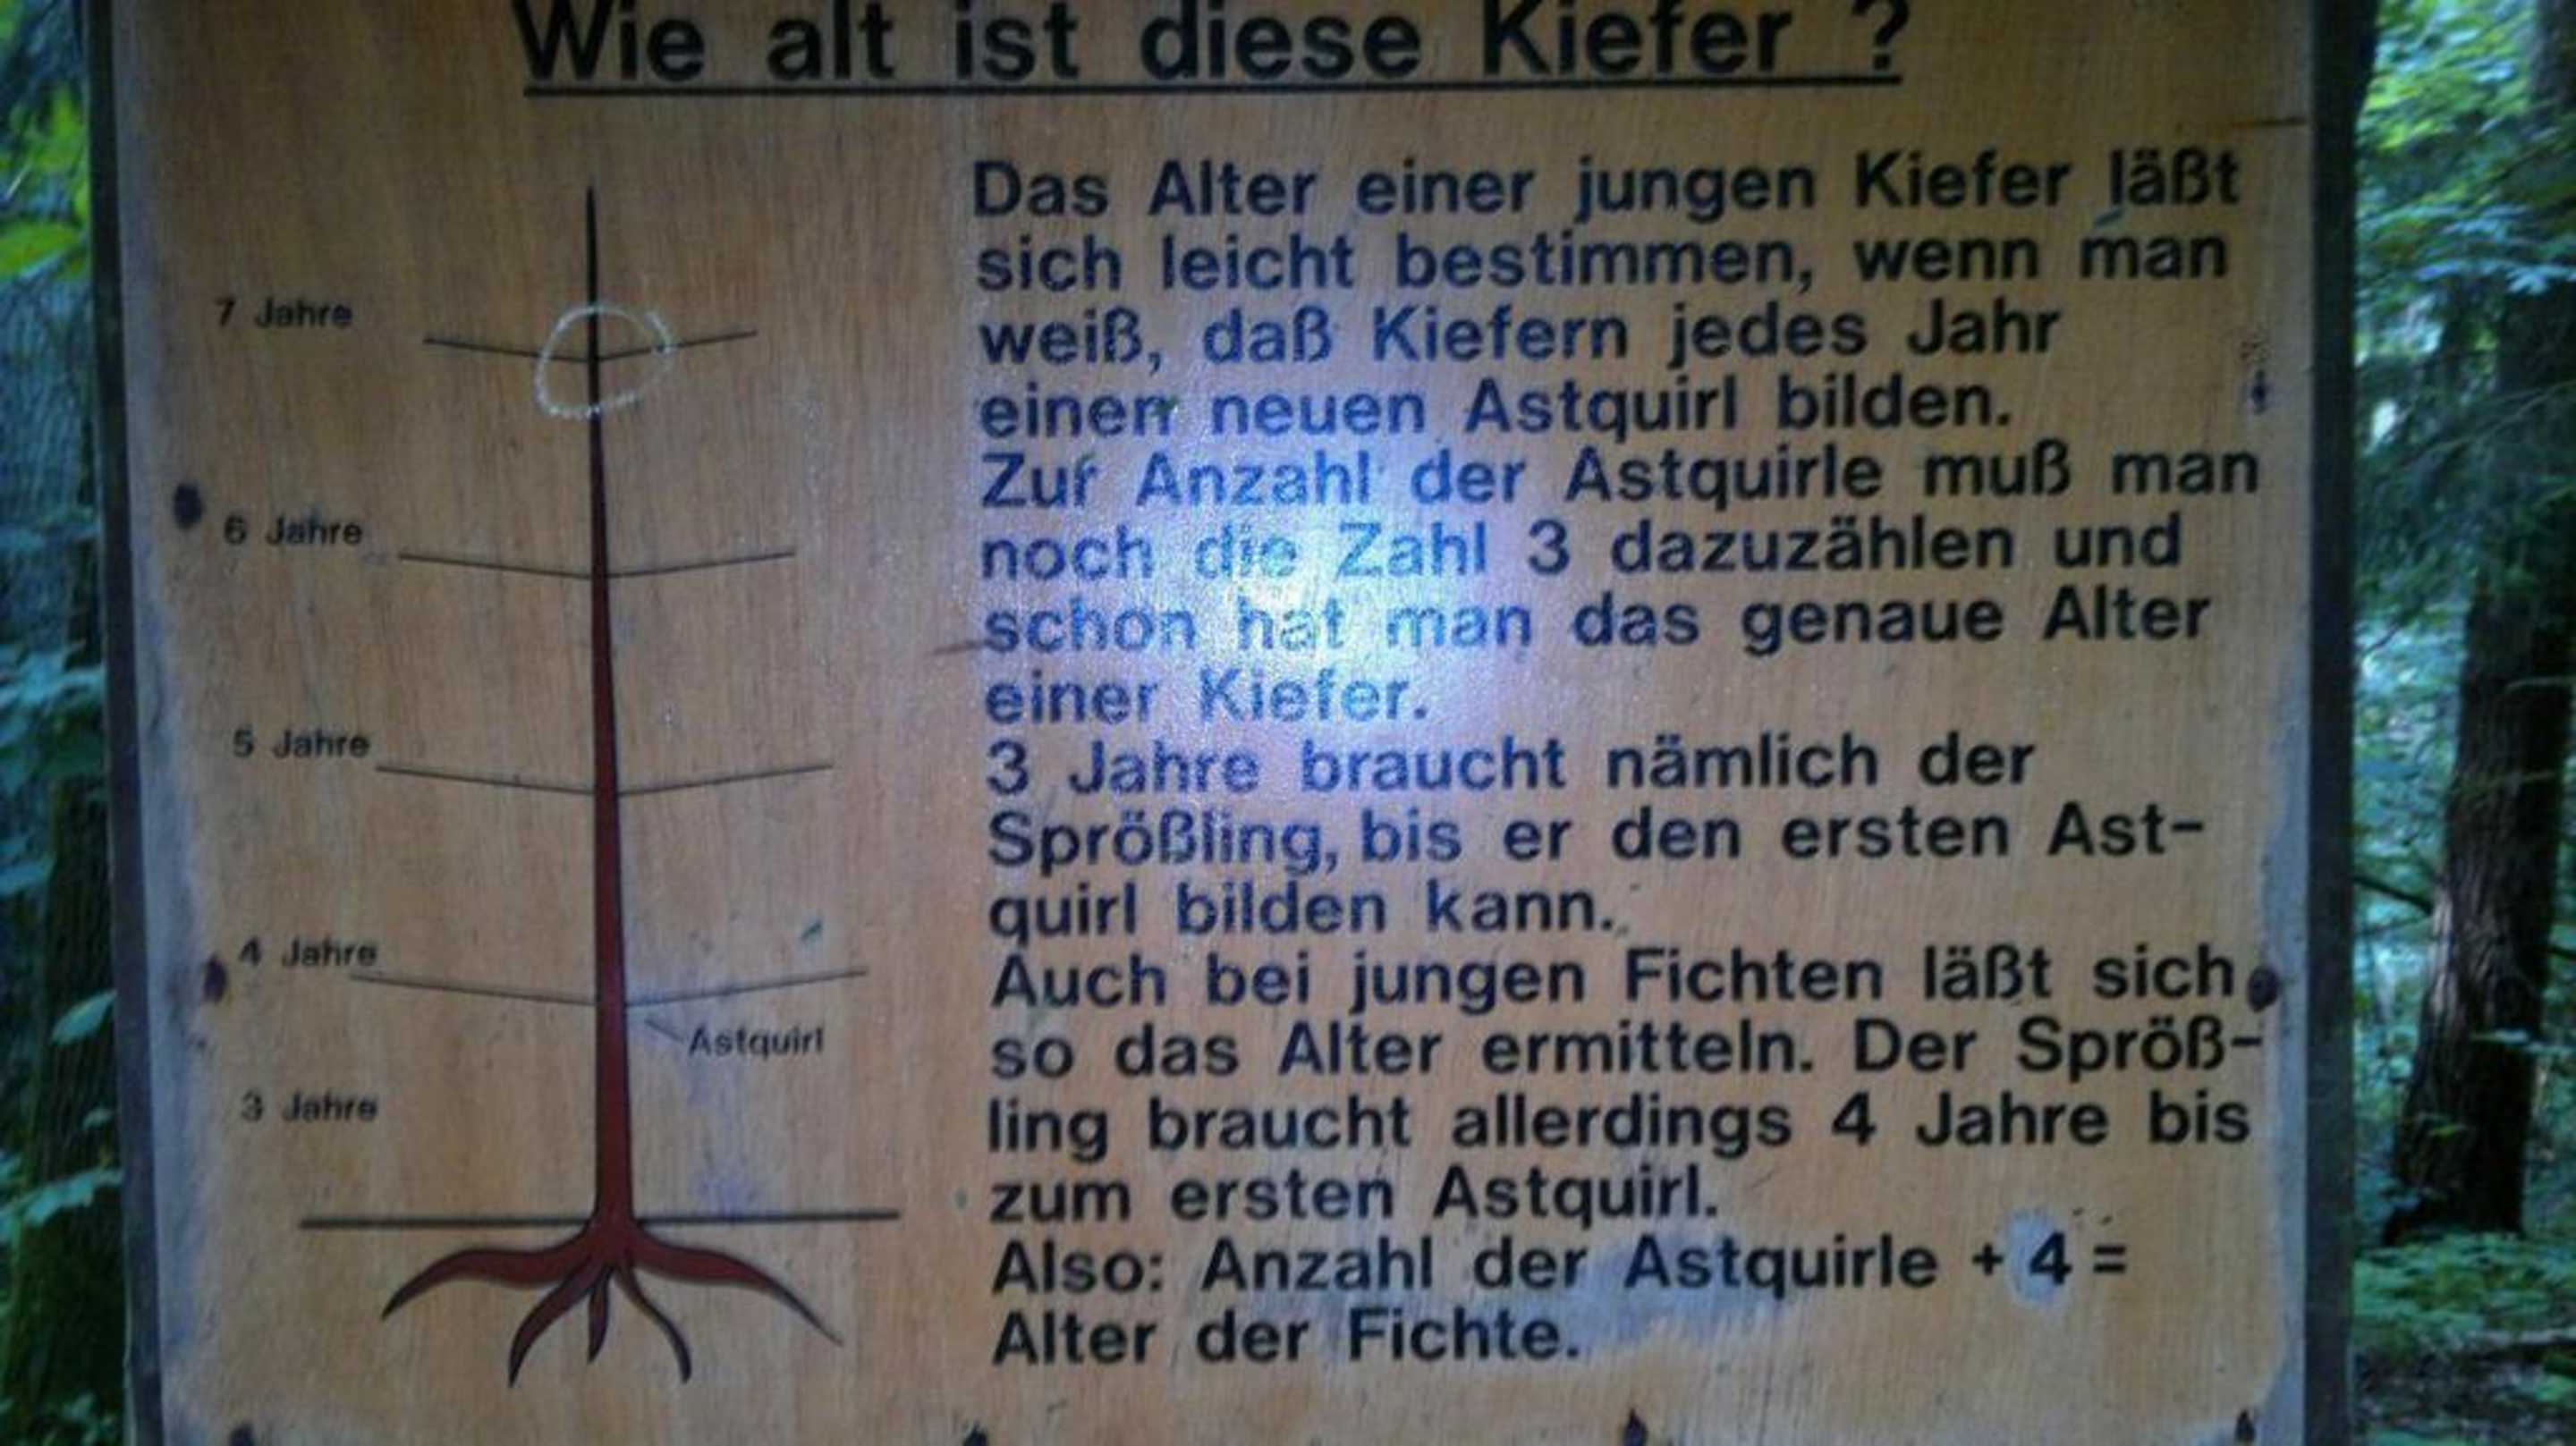 Wie alt ist diese Kiefer ?
Das Alter einer jungen Kiefer läßt
sich leicht bestimmen, wenn man
weiß, daß Kiefern jedes Jahr
einen neuen Astquirl bilden.
Zur Anzahl der Astquirle muß man
noch die Zahl 3 dazuzählen und
schon hat man das genaue Alter
einer Kiefer.
3 Jahre braucht nämlich der
Sprößling, bis er den ersten Ast-
quirl bilden kann.
Auch bei jungen Fichten läßt sich
so das Alter ermitteln. Der Spröß-
ling braucht allerdings 4 Jahre bis
zum ersten Astquirl.
Also: Anzahl der Astquirle + 4 =
Alter der Fichte.
7 Jahre
6 Jahre
5 Jahre
4 Jahre
Astquirl
3 Jahre